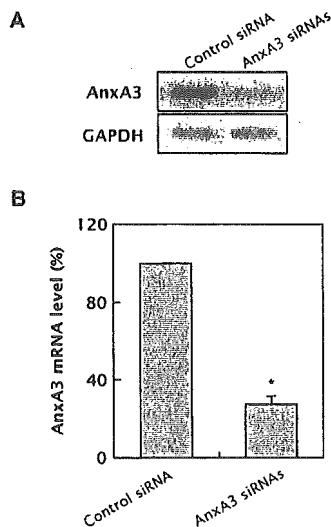 A
Control siRNA
AnxA3 siRNAs
AnxA3
GAPDH
B
AnxA3 mRNA level (%)
120
80
40
0
*
Control siRNA
AnxA3 siRNAs